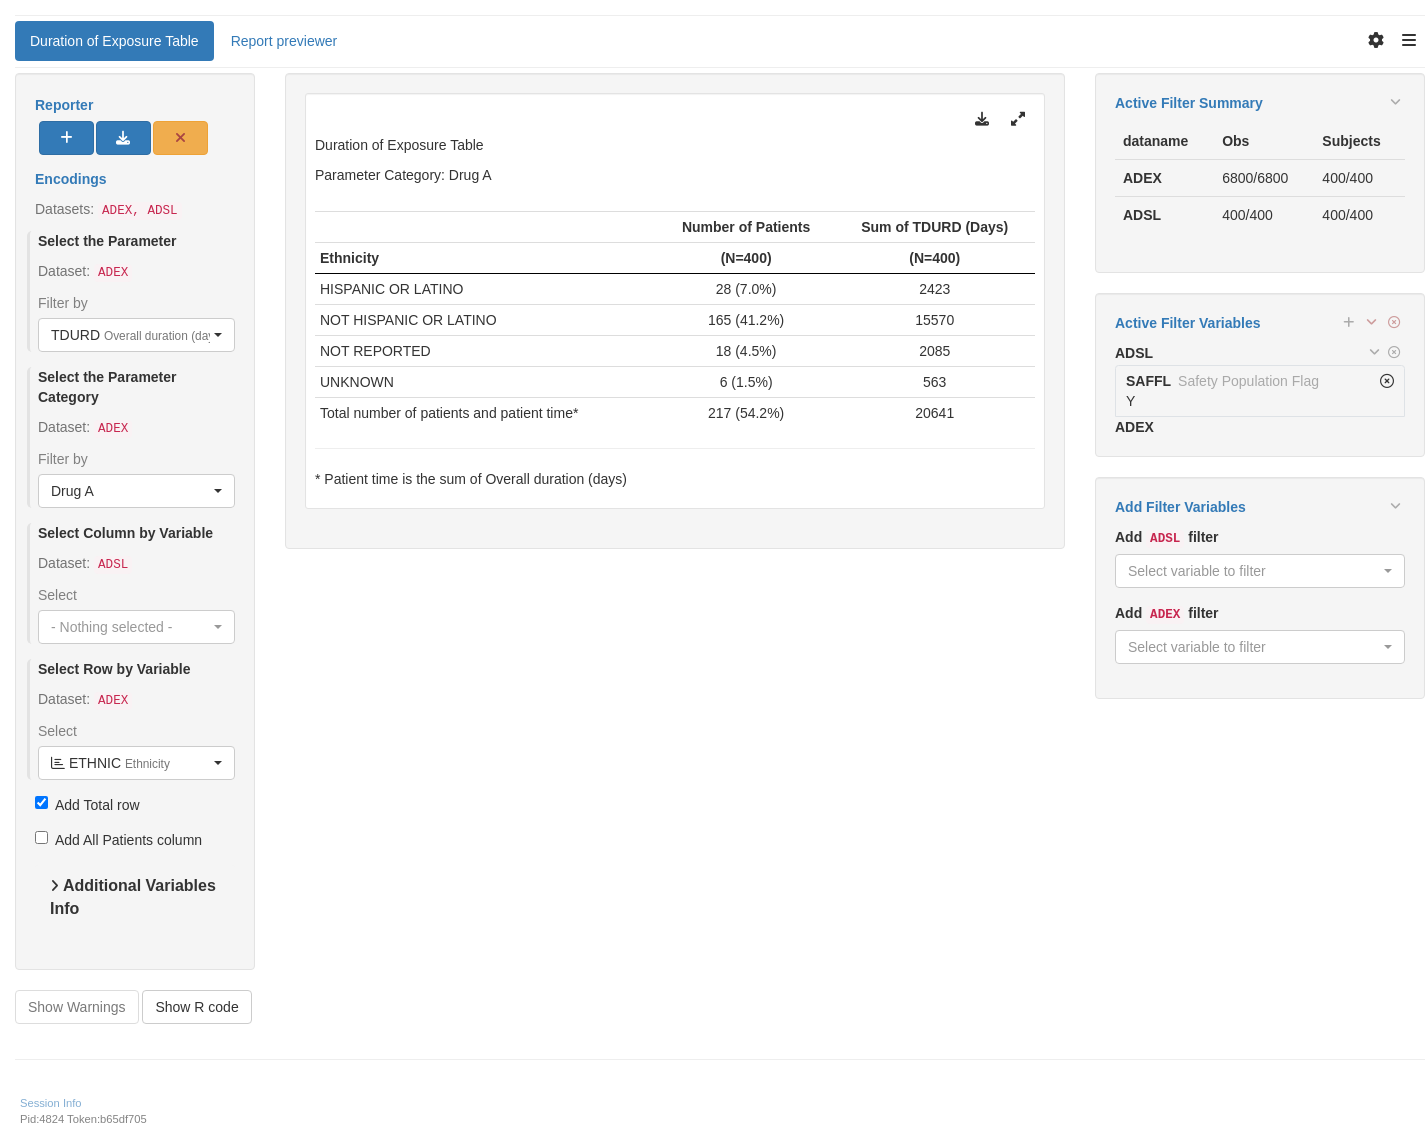 Duration of Exposure Table
Report previewer
Reporter
Encodings
Datasets: ADEX, ADSL
Select the Parameter
Dataset: ADEX
Filter by
TDURD Overall duration (day
Select the Parameter
Category
Dataset: ADEX
Filter by
Drug A
Select Column by Variable
Dataset: ADSL
Select
- Nothing selected -
Select Row by Variable
Dataset: ADEX
Select
ETHNIC Ethnicity
Add Total row
Add All Patients column
Additional Variables
Info
Show Warnings
Show R code
Duration of Exposure Table
Parameter Category: Drug A
Number of Patients Sum of TDURD (Days)
Ethnicity (N=400) (N=400)
HISPANIC OR LATINO 28 (7.0%) 2423
NOT HISPANIC OR LATINO 165 (41.2%) 15570
NOT REPORTED 18 (4.5%) 2085
UNKNOWN 6 (1.5%) 563
Total number of patients and patient time* 217 (54.2%) 20641
* Patient time is the sum of Overall duration (days)
Active Filter Summary
dataname Obs Subjects
ADEX 6800/6800 400/400
ADSL 400/400 400/400
Active Filter Variables
ADSL
SAFFL Safety Population Flag
Y
ADEX
Add Filter Variables
Add ADSL filter
Select variable to filter
Add ADEX filter
Select variable to filter
Session Info
Pid:4824 Token:b65df705